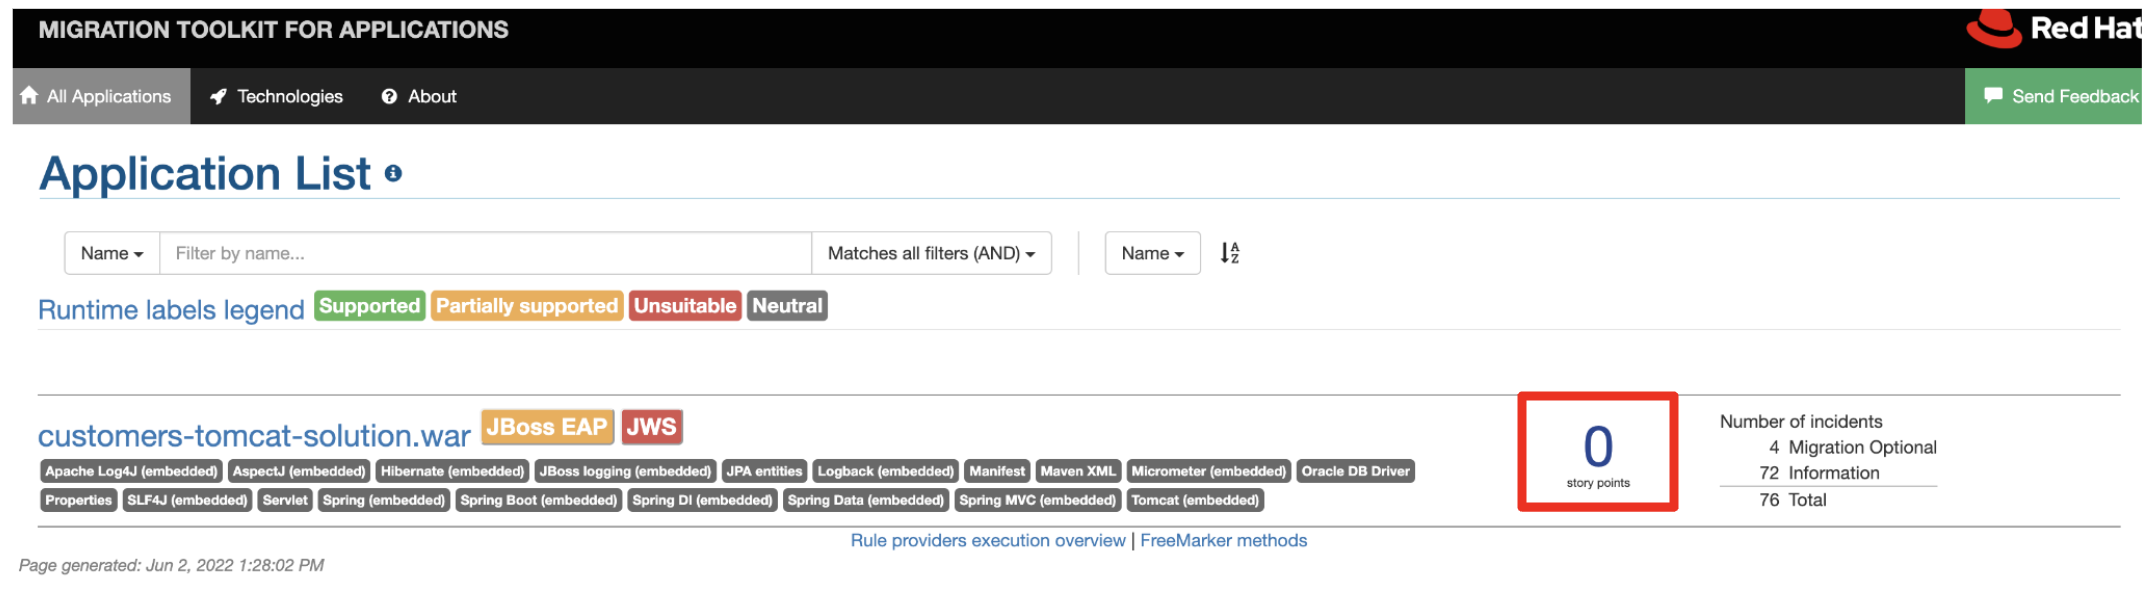 MIGRATION TOOLKIT FOR APPLICATIONS
Red Hat
All Applications Technologies About Send Feedback
Application List
Name Filter by name... Matches all filters (AND) Name
Runtime labels legend Supported Partially supported Unsuitable Neutral
customers-tomcat-solution.war JBoss EAP JWS
Apache Log4J (embedded) AspectJ (embedded) Hibernate (embedded) JBoss logging (embedded) JPA entities Logback (embedded) Manifest Maven XML Micrometer (embedded) Oracle DB Driver
Properties SLF4J (embedded) Servlet Spring (embedded) Spring Boot (embedded) Spring DI (embedded) Spring Data (embedded) Spring MVC (embedded) Tomcat (embedded)
0
story points
Number of incidents
4 Migration Optional
72 Information
76 Total
Rule providers execution overview | FreeMarker methods
Page generated: Jun 2, 2022 1:28:02 PM